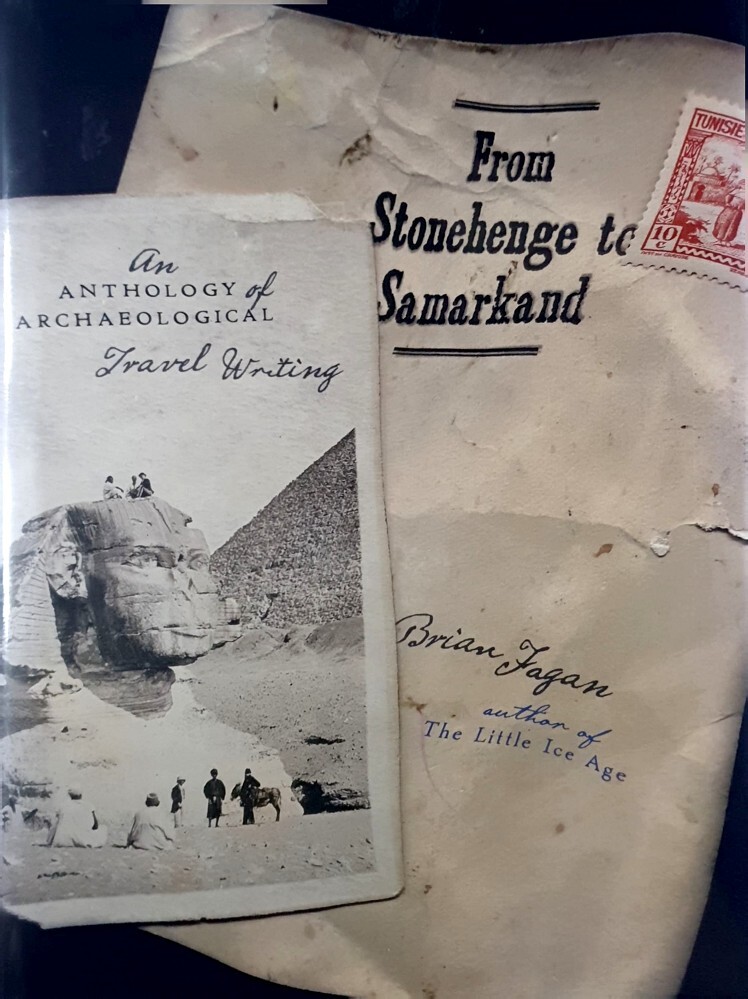 From
Stonehenge to
Samarkand
TUNISIE
10
c
An
ANTHOLOGY of
ARCHAEOLOGICAL
Travel Writing
Brian Fagan
author of
The Little Ice Age